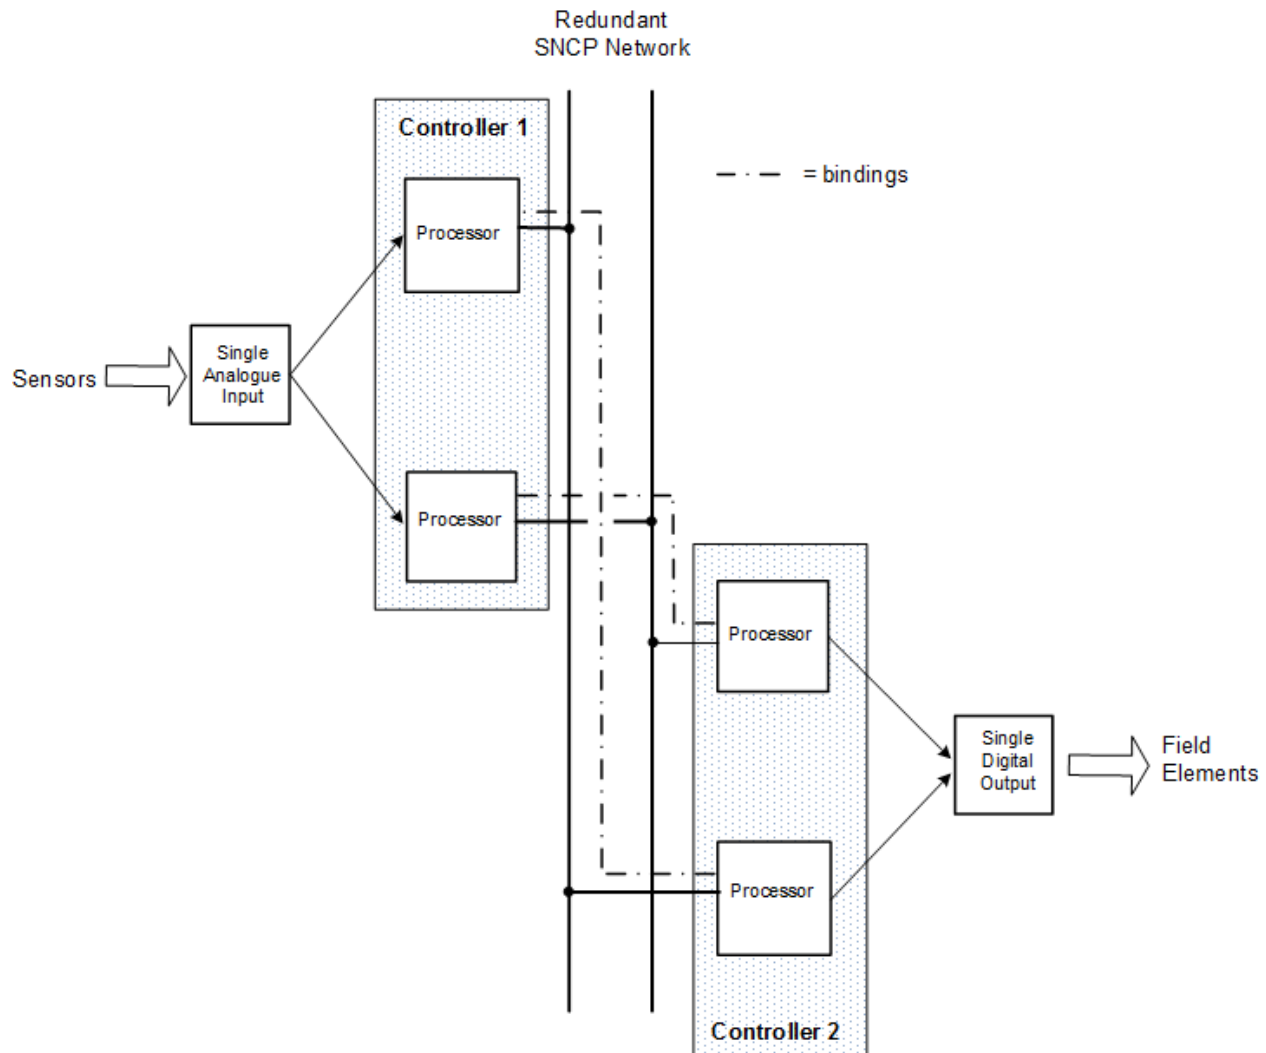 Redundant
SNCP Network
Controller 1
= bindings
Processor
Single
Analogue
Input
Sensors
Processor
Processor
Single
Digital
Output
Field
Elements
Processor
Controller 2